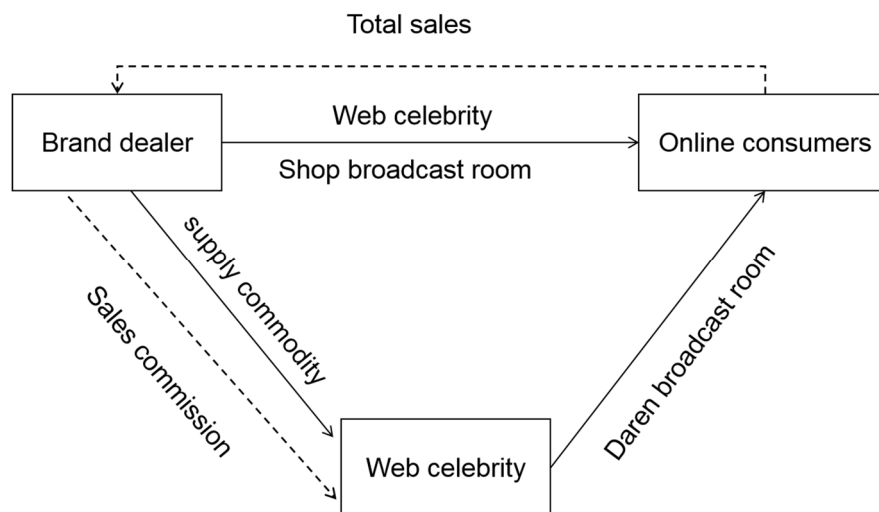 Total sales
Brand dealer
Web celebrity
Shop broadcast room
Online consumers
supply commodity
Sales commission
Daren broadcast room
Web celebrity